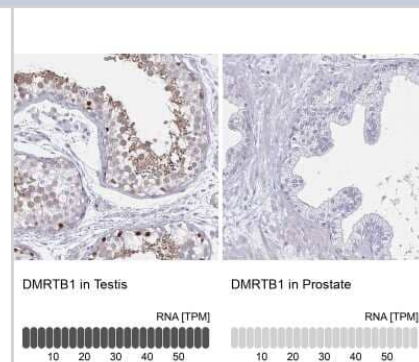 DMRTB1 in Testis
DMRTB1 in Prostate
RNA [TPM]
RNA [TPM]
10 20 30 40 50
10 20 30 40 50